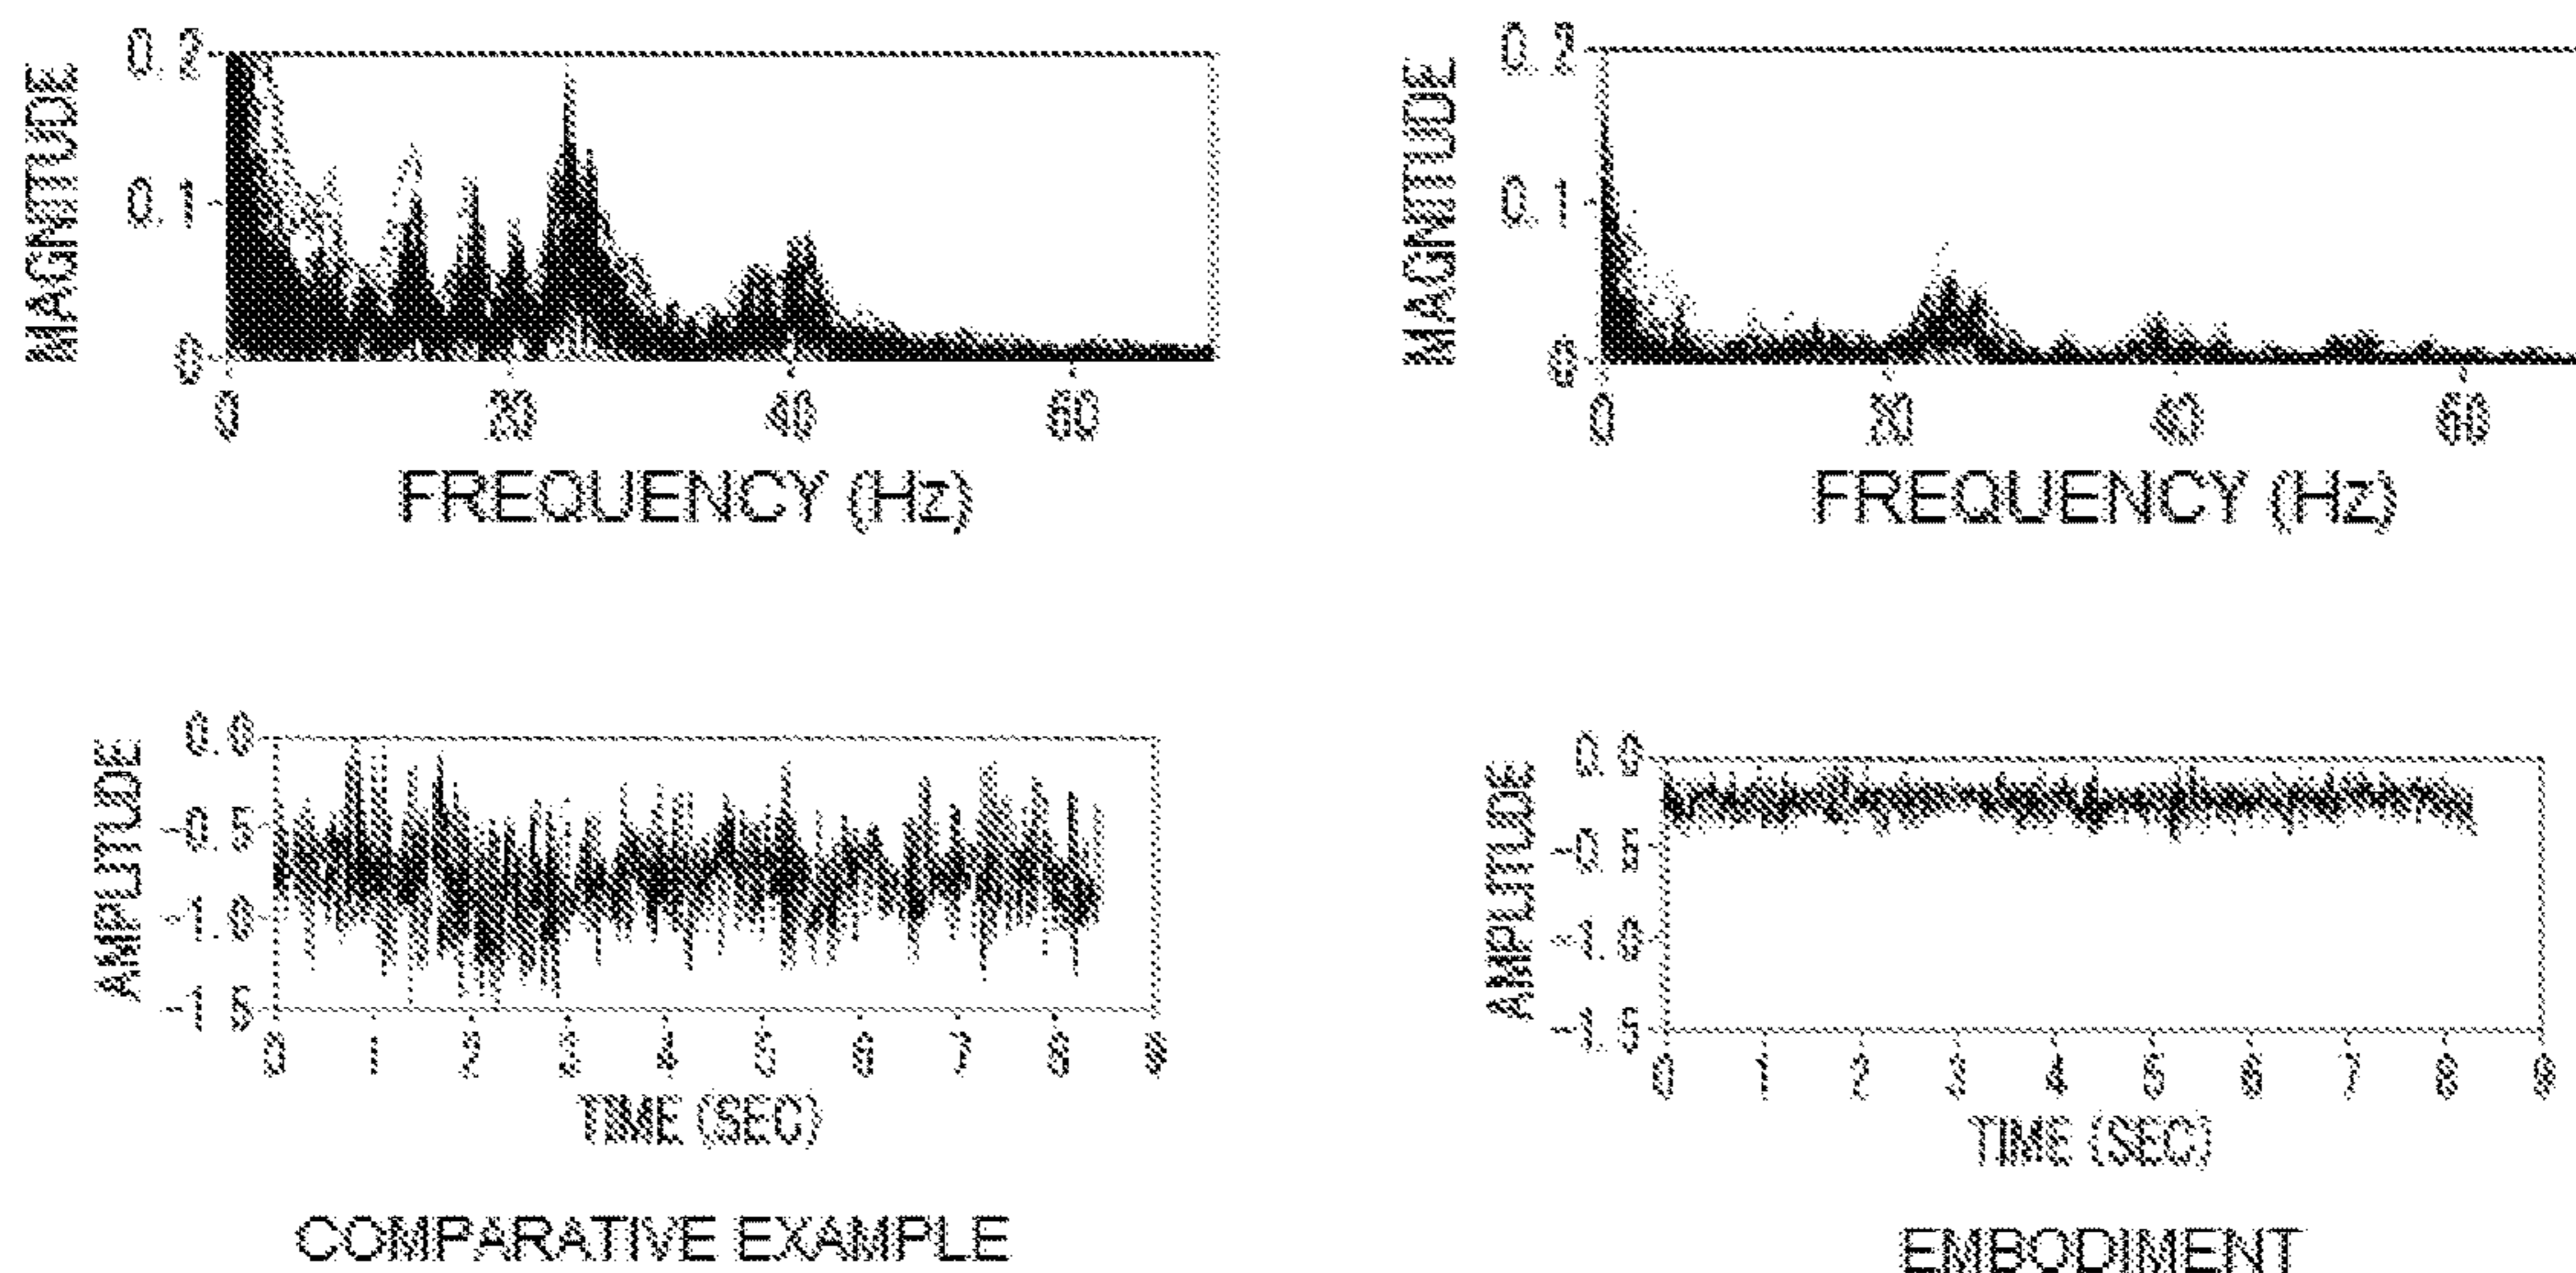 MAGNITUDE
0.2
0.1
0
0 20 40 60
FREQUENCY (Hz)
MAGNITUDE
0.2
0.1
0
0 20 40 60
FREQUENCY (Hz)
AMPLITUDE
0.0
-0.5
-1.0
-1.5
0 1 2 3 4 5 6 7 8 9
TIME (SEC)
COMPARATIVE EXAMPLE
AMPLITUDE
0.0
-0.5
-1.0
-1.5
0 1 2 3 4 5 6 7 8 9
TIME (SEC)
EMBODIMENT